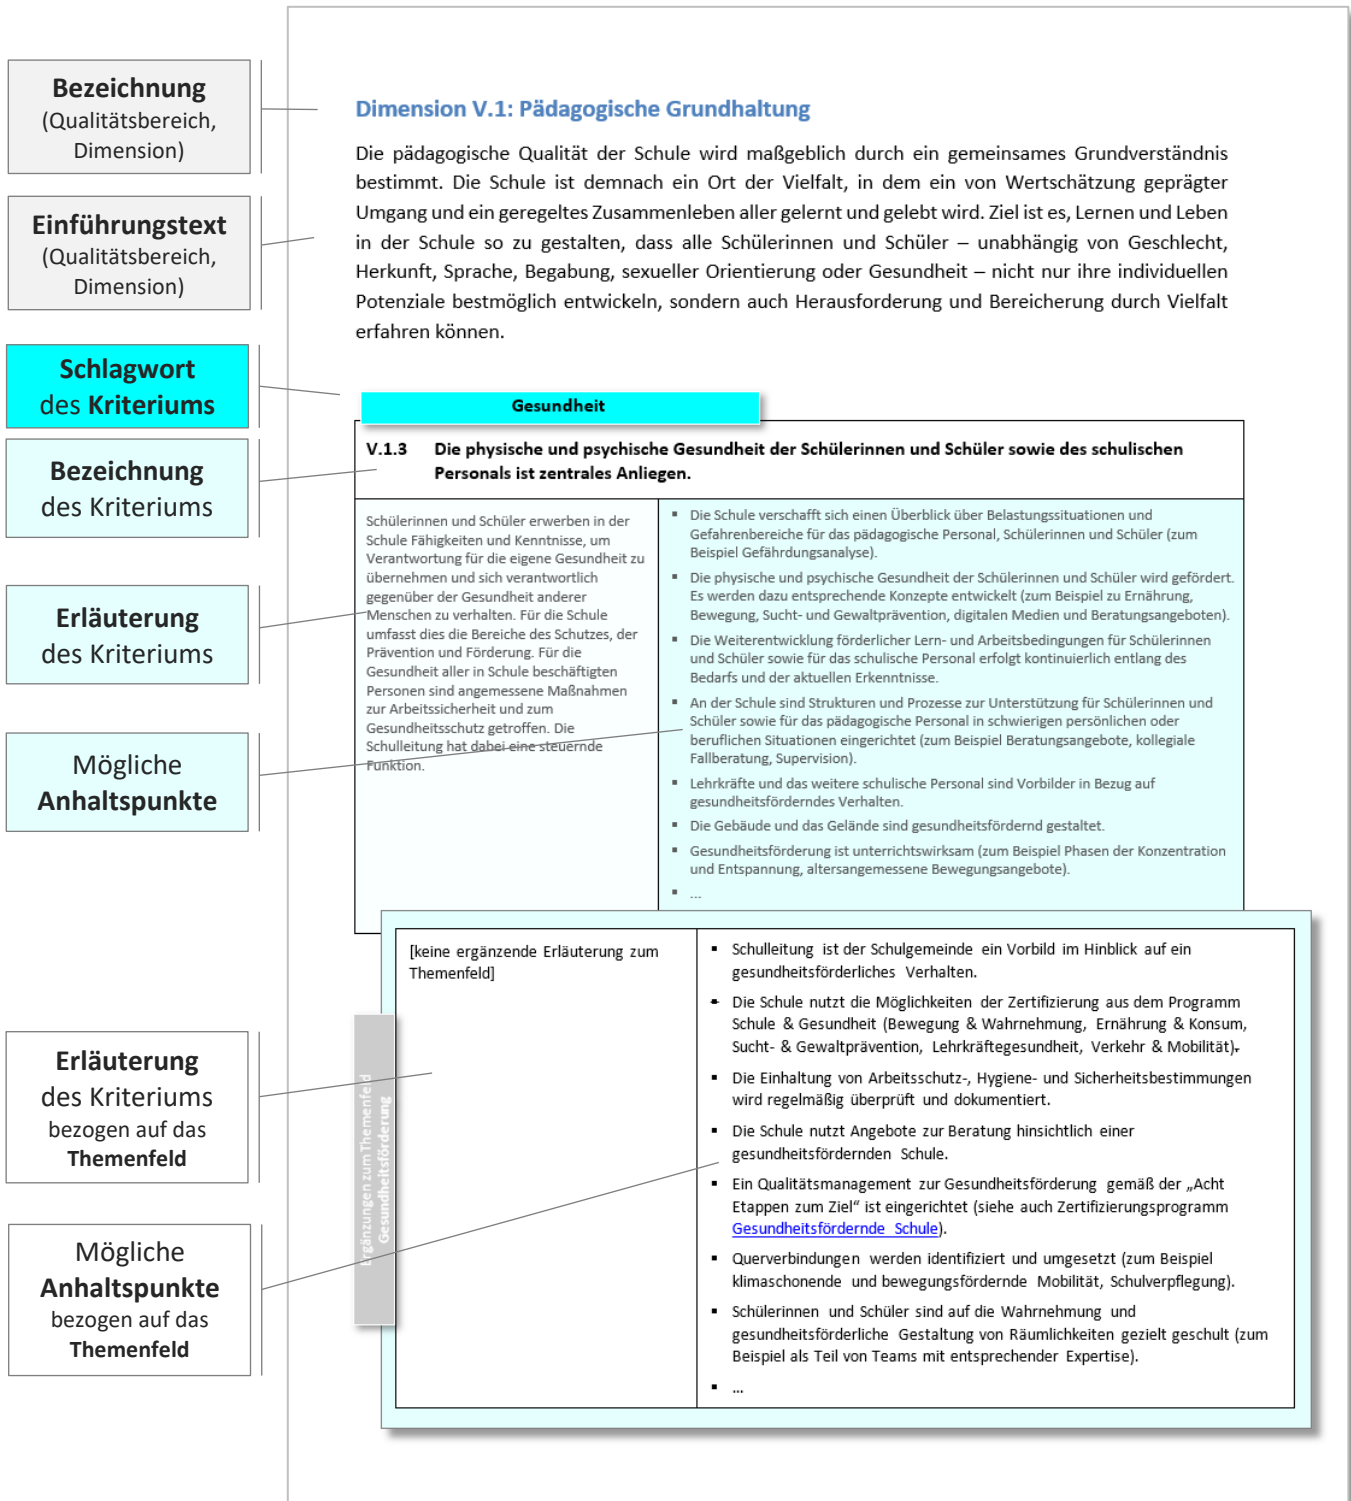 Bezeichnung
(Qualitätsbereich,
Dimension)
Einführungstext
(Qualitätsbereich,
Dimension)
Schlagwort
des Kriteriums
Bezeichnung
des Kriteriums
Erläuterung
des Kriteriums
Mögliche
Anhaltspunkte
Erläuterung
des Kriteriums
bezogen auf das
Themenfeld
Mögliche
Anhaltspunkte
bezogen auf das
Themenfeld
Dimension V.1: Pädagogische Grundhaltung
Die pädagogische Qualität der Schule wird maßgeblich durch ein gemeinsames Grundverständnis
bestimmt. Die Schule ist demnach ein Ort der Vielfalt, in dem ein von Wertschätzung geprägter
Umgang und ein geregeltes Zusammenleben aller gelernt und gelebt wird. Ziel ist es, Lernen und Leben
in der Schule so zu gestalten, dass alle Schülerinnen und Schüler – unabhängig von Geschlecht,
Herkunft, Sprache, Begabung, sexueller Orientierung oder Gesundheit – nicht nur ihre individuellen
Potenziale bestmöglich entwickeln, sondern auch Herausforderung und Bereicherung durch Vielfalt
erfahren können.
Gesundheit
V.1.3 Die physische und psychische Gesundheit der Schülerinnen und Schüler sowie des schulischen
Personals ist zentrales Anliegen.
Schülerinnen und Schüler erwerben in der
Schule Fähigkeiten und Kenntnisse, um
Verantwortung für die eigene Gesundheit zu
übernehmen und sich verantwortlich
gegenüber der Gesundheit anderer
Menschen zu verhalten. Für die Schule
umfasst dies die Bereiche des Schutzes, der
Prävention und Förderung. Für die
Gesundheit aller in Schule beschäftigten
Personen sind angemessene Maßnahmen
zur Arbeitssicherheit und zum
Gesundheitsschutz getroffen. Die
Schulleitung hat dabei eine steuernde
Funktion.
▪ Die Schule verschafft sich einen Überblick über Belastungssituationen und
Gefahrenbereiche für das pädagogische Personal, Schülerinnen und Schüler (zum
Beispiel Gefährdungsanalyse).
▪ Die physische und psychische Gesundheit der Schülerinnen und Schüler wird gefördert.
Es werden dazu entsprechende Konzepte entwickelt (zum Beispiel zu Ernährung,
Bewegung, Sucht- und Gewaltprävention, digitalen Medien und Beratungsangeboten).
▪ Die Weiterentwicklung förderlicher Lern- und Arbeitsbedingungen für Schülerinnen
und Schüler sowie für das schulische Personal erfolgt kontinuierlich entlang des
Bedarfs und der aktuellen Erkenntnisse.
▪ An der Schule sind Strukturen und Prozesse zur Unterstützung für Schülerinnen und
Schüler sowie für das pädagogische Personal in schwierigen persönlichen oder
beruflichen Situationen eingerichtet (zum Beispiel Beratungsangebote, kollegiale
Fallberatung, Supervision).
▪ Lehrkräfte und das weitere schulische Personal sind Vorbilder in Bezug auf
gesundheitsförderndes Verhalten.
▪ Die Gebäude und das Gelände sind gesundheitsfördernd gestaltet.
▪ Gesundheitsförderung ist unterrichtswirksam (zum Beispiel Phasen der Konzentration
und Entspannung, altersangemessene Bewegungsangebote).
▪ ...
Ergänzungen zum Themenfeld
Gesundheitsförderung
[keine ergänzende Erläuterung zum
Themenfeld]
▪ Schulleitung ist der Schulgemeinde ein Vorbild im Hinblick auf ein
gesundheitsförderliches Verhalten.
▪ Die Schule nutzt die Möglichkeiten der Zertifizierung aus dem Programm
Schule & Gesundheit (Bewegung & Wahrnehmung, Ernährung & Konsum,
Sucht- & Gewaltprävention, Lehrkräftegesundheit, Verkehr & Mobilität).
▪ Die Einhaltung von Arbeitsschutz-, Hygiene- und Sicherheitsbestimmungen
wird regelmäßig überprüft und dokumentiert.
▪ Die Schule nutzt Angebote zur Beratung hinsichtlich einer
gesundheitsfördernden Schule.
▪ Ein Qualitätsmanagement zur Gesundheitsförderung gemäß der „Acht
Etappen zum Ziel“ ist eingerichtet (siehe auch Zertifizierungsprogramm
Gesundheitsfördernde Schule).
▪ Querverbindungen werden identifiziert und umgesetzt (zum Beispiel
klimaschonende und bewegungsfördernde Mobilität, Schulverpflegung).
▪ Schülerinnen und Schüler sind auf die Wahrnehmung und
gesundheitsförderliche Gestaltung von Räumlichkeiten gezielt geschult (zum
Beispiel als Teil von Teams mit entsprechender Expertise).
▪ ...